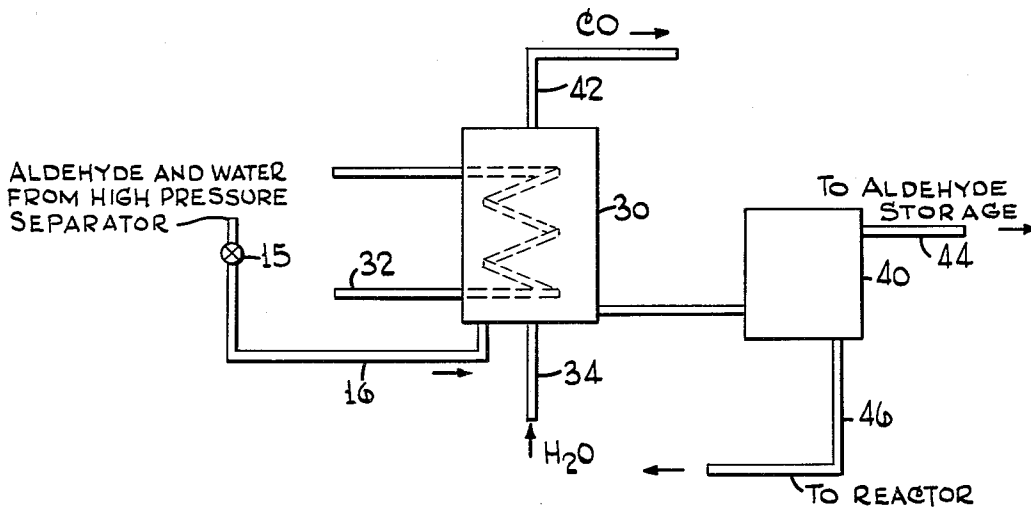 CO
42
ALDEHYDE AND WATER
FROM HIGH PRESSURE
SEPARATOR
15
30
TO ALDEHYDE
STORAGE
44
40
32
16
34
H2O
46
TO REACTOR